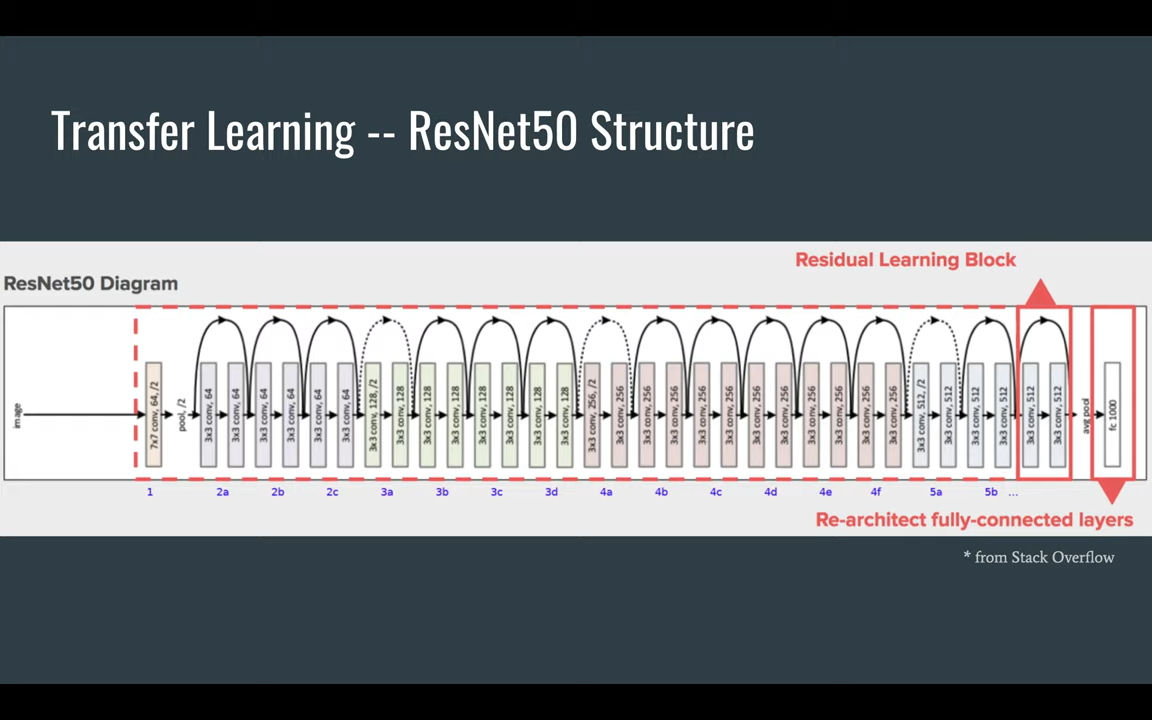 Transfer Learning -- ResNet50 Structure
Residual Learning Block
ResNet50 Diagram
image
7x7 conv, 64, /2
pool, /2
3x3 conv, 64
3x3 conv, 64
3x3 conv, 64
3x3 conv, 64
3x3 conv, 64
3x3 conv, 64
3x3 conv, 128, /2
3x3 conv, 128
3x3 conv, 128
3x3 conv, 128
3x3 conv, 128
3x3 conv, 128
3x3 conv, 128
3x3 conv, 128
3x3 conv, 256, /2
3x3 conv, 256
3x3 conv, 256
3x3 conv, 256
3x3 conv, 256
3x3 conv, 256
3x3 conv, 256
3x3 conv, 256
3x3 conv, 256
3x3 conv, 256
3x3 conv, 256
3x3 conv, 256
3x3 conv, 512, /2
3x3 conv, 512
3x3 conv, 512
3x3 conv, 512
3x3 conv, 512
3x3 conv, 512
avg pool
fc 1000
1 2a 2b 2c 3a 3b 3c 3d 4a 4b 4c 4d 4e 4f 5a 5b ...
Re-architect fully-connected layers
* from Stack Overflow